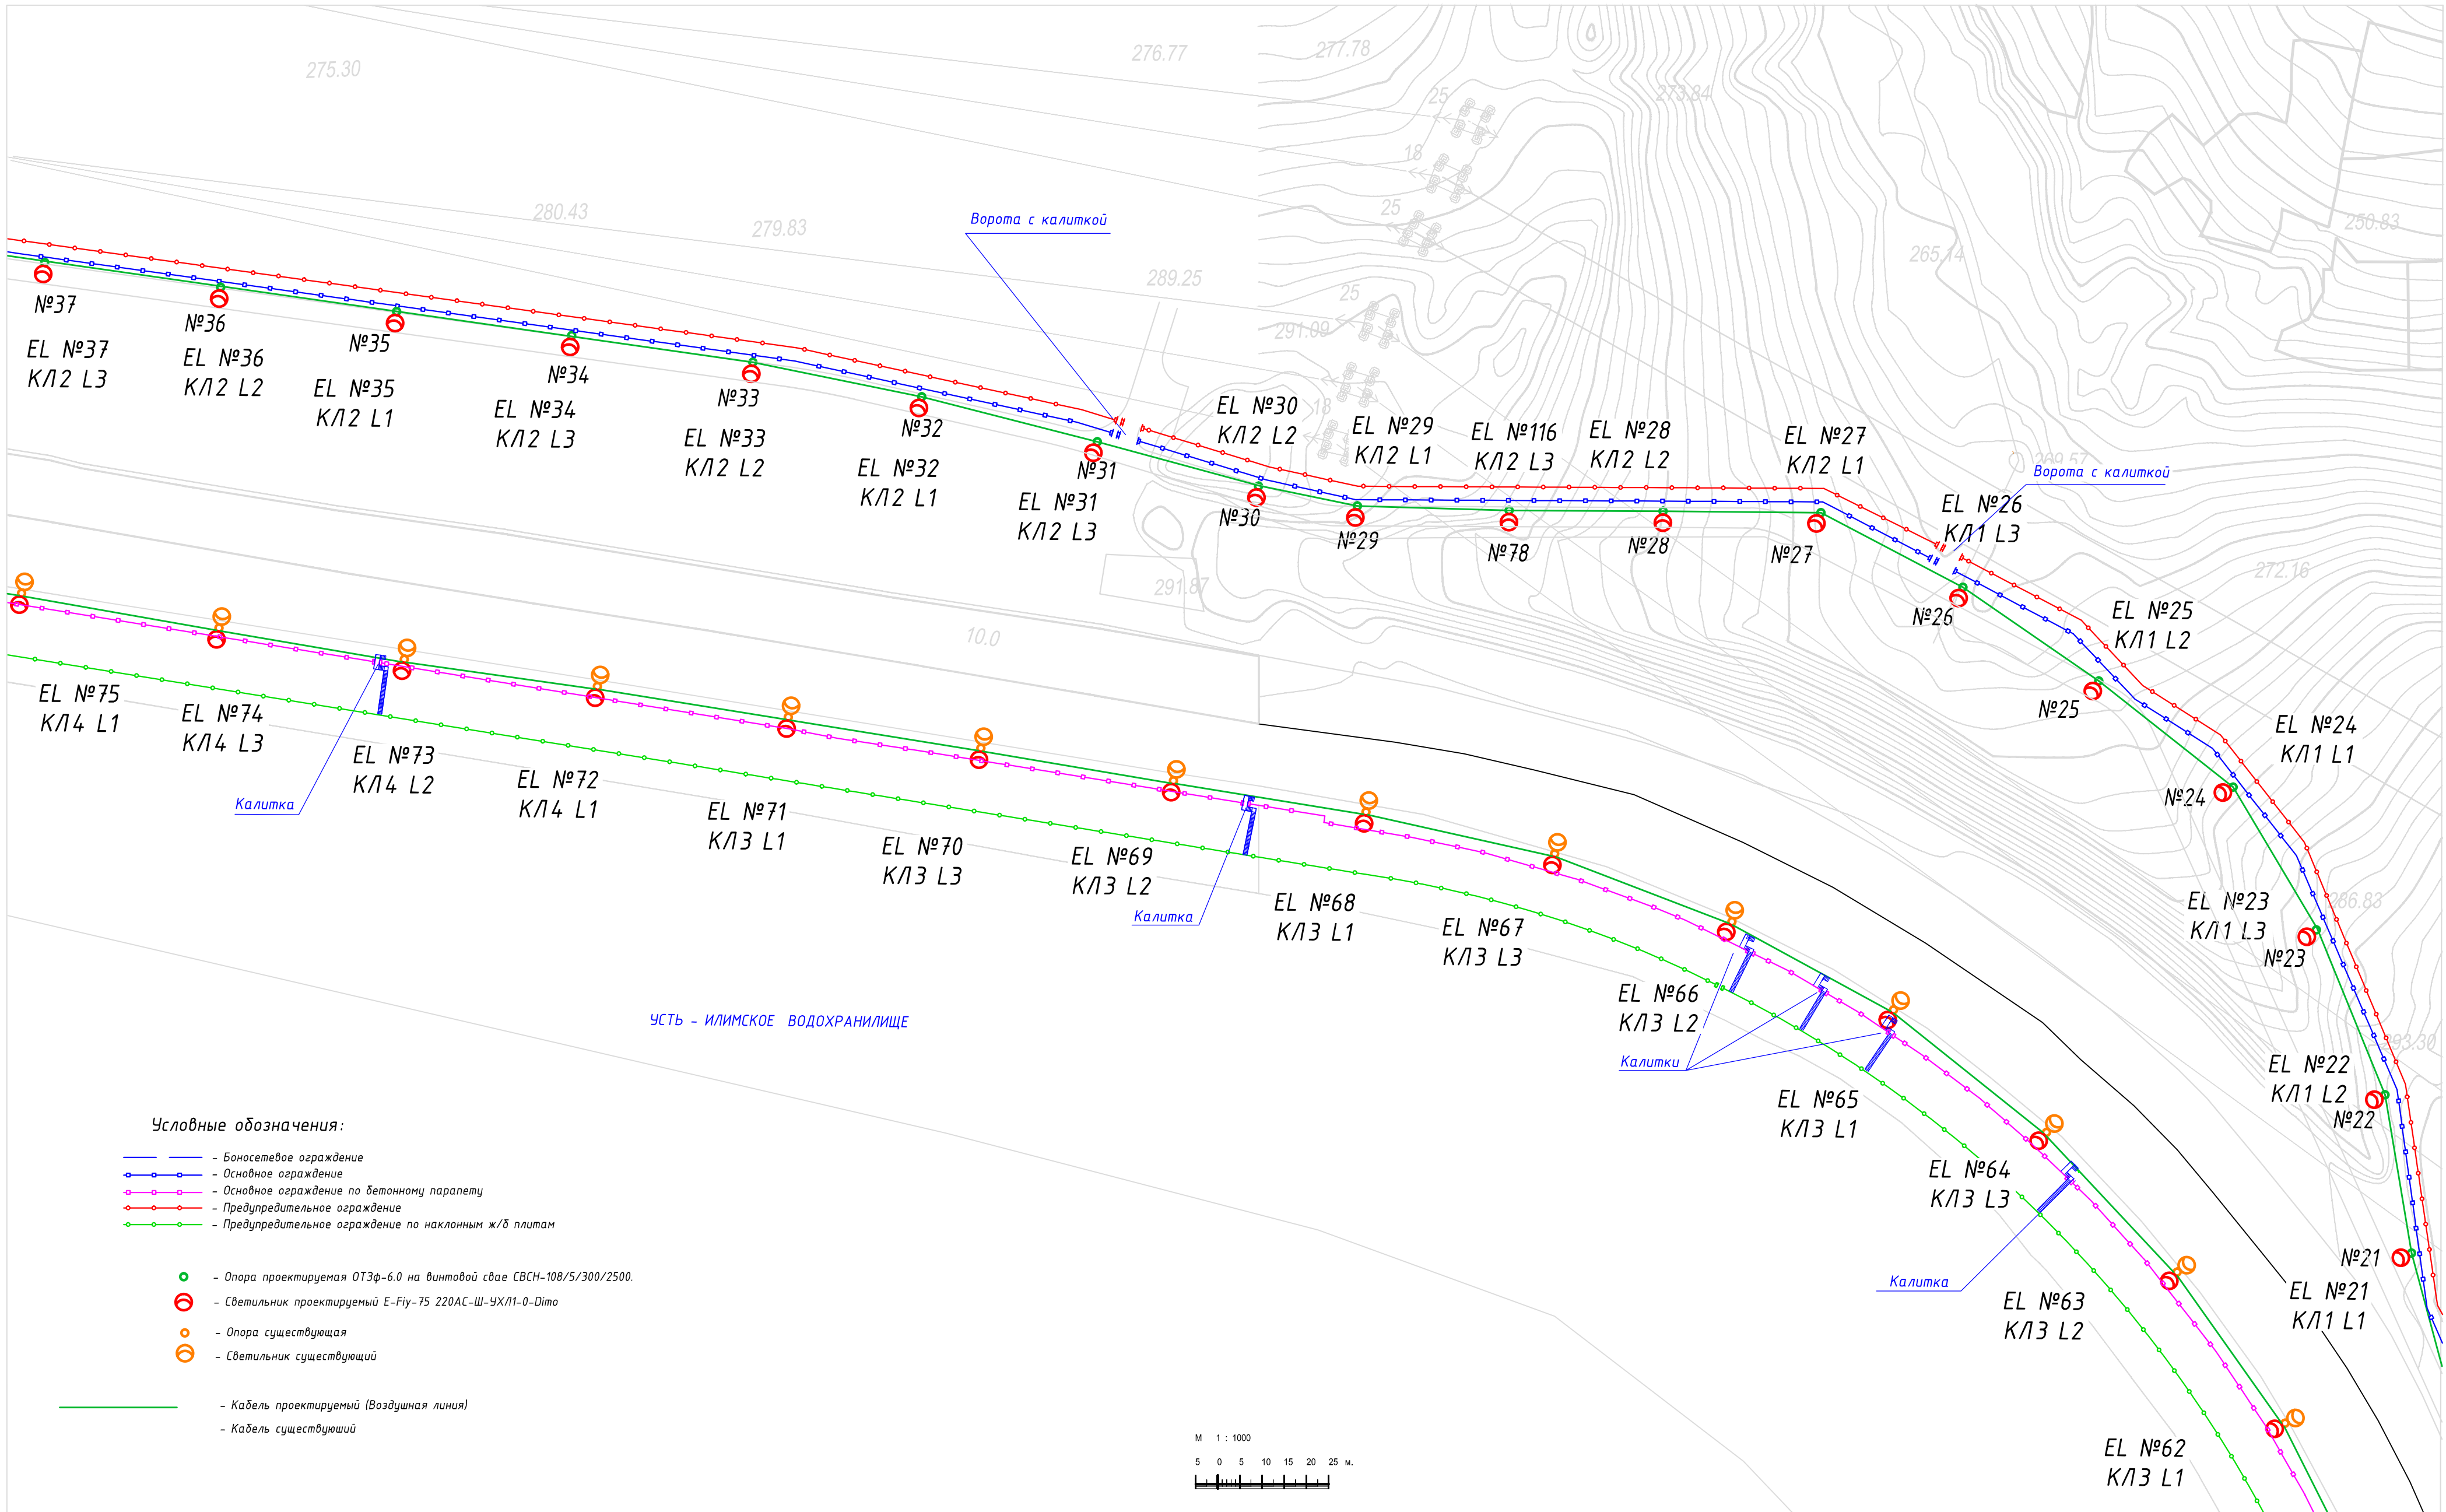 275.30
276.77
277.78
273.84
25
18
25
280.43
279.83
Ворота с калиткой
289.25
265.14
250.83
25
291.09
18
№37
EL №37
КЛ2 L3
№36
EL №36
КЛ2 L2
№35
EL №35
КЛ2 L1
№34
EL №34
КЛ2 L3
№33
EL №33
КЛ2 L2
№32
EL №32
КЛ2 L1
№31
EL №31
КЛ2 L3
EL №30
КЛ2 L2
№30
EL №29
КЛ2 L1
№29
EL №116
КЛ2 L3
№78
EL №28
КЛ2 L2
№28
EL №27
КЛ2 L1
№27
269.57
Ворота с калиткой
EL №26
КЛ1 L3
№26
272.16
291.87
10.0
EL №25
КЛ1 L2
№25
EL №24
КЛ1 L1
№24
286.83
EL №23
КЛ1 L3
№23
293.30
EL №22
КЛ1 L2
№22
№21
EL №21
КЛ1 L1
EL №75
КЛ4 L1
EL №74
КЛ4 L3
EL №73
КЛ4 L2
Калитка
EL №72
КЛ4 L1
EL №71
КЛ3 L1
EL №70
КЛ3 L3
EL №69
КЛ3 L2
Калитка
EL №68
КЛ3 L1
EL №67
КЛ3 L3
EL №66
КЛ3 L2
Калитки
EL №65
КЛ3 L1
EL №64
КЛ3 L3
Калитка
EL №63
КЛ3 L2
EL №62
КЛ3 L1
УСТЬ - ИЛИМСКОЕ ВОДОХРАНИЛИЩЕ
Условные обозначения:
- Боносетевое ограждение
- Основное ограждение
- Основное ограждение по бетонному парапету
- Предупредительное ограждение
- Предупредительное ограждение по наклонным ж/б плитам
- Опора проектируемая ОТЗф-6.0 на винтовой свае СВСН-108/5/300/2500.
- Светильник проектируемый E-Fiy-75 220АС-Ш-УХЛ1-0-Dimo
- Опора существующая
- Светильник существующий
- Кабель проектируемый (Воздушная линия)
- Кабель существуюший
М 1 : 1000
5 0 5 10 15 20 25 м.